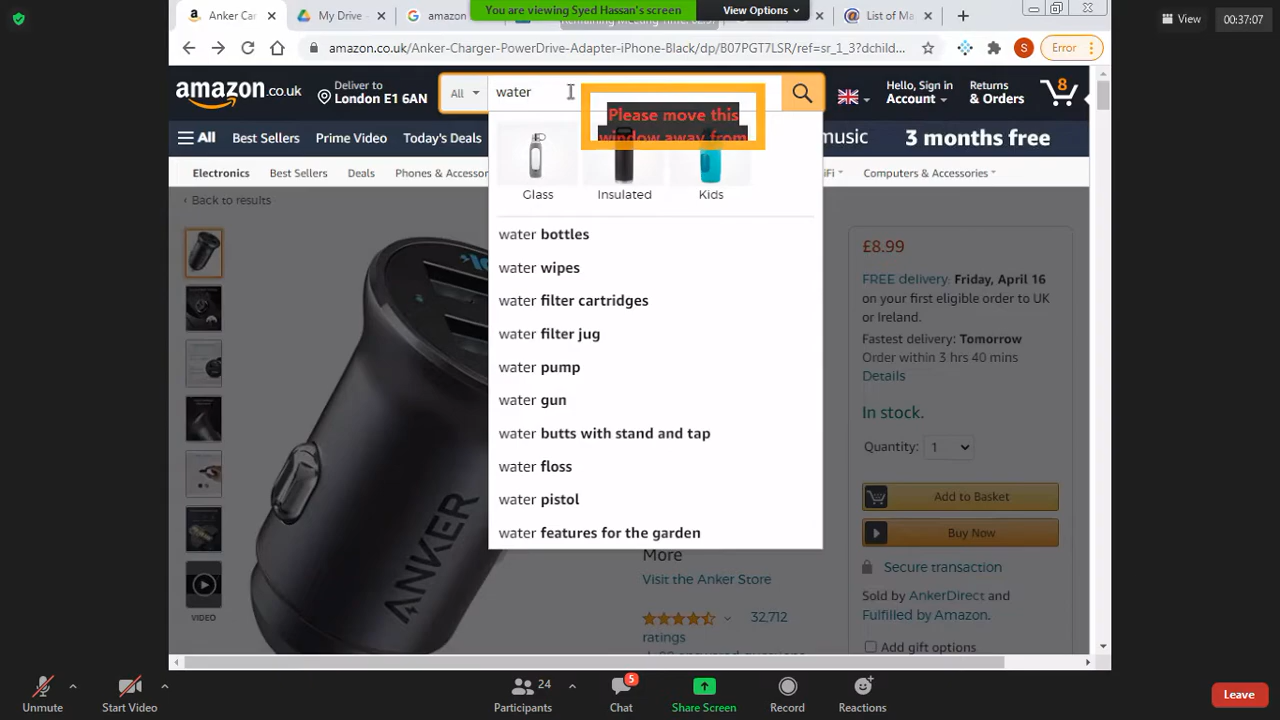 Anker Car
My Drive -
amazon
You are viewing Syed Hassan's screen
View Options
List of Ma
View
00:37:07
amazon.co.uk/Anker-Charger-PowerDrive-Adapter-iPhone-Black/dp/B07PGT7LSR/ref=sr_1_3?dchild...
S
Error
amazon.co.uk
Deliver to
London E1 6AN
All
water
Hello, Sign in
Account
Returns
& Orders
8
Please move this
window away from
All
Best Sellers
Prime Video
Today's Deals
music
3 months free
Electronics
Best Sellers
Deals
Phones & Accessor
iFi
Computers & Accessories
Back to results
Glass
Insulated
Kids
water bottles
water wipes
water filter cartridges
water filter jug
water pump
water gun
water butts with stand and tap
water floss
water pistol
water features for the garden
ANKER
VIDEO
More
Visit the Anker Store
32,712
ratings
£8.99
FREE delivery: Friday, April 16
on your first eligible order to UK
or Ireland.
Fastest delivery: Tomorrow
Order within 3 hrs 40 mins
Details
In stock.
Quantity: 1
Add to Basket
Buy Now
Secure transaction
Sold by AnkerDirect and
Fulfilled by Amazon.
Add gift options
Unmute
Start Video
24
Participants
5
Chat
Share Screen
Record
Reactions
Leave